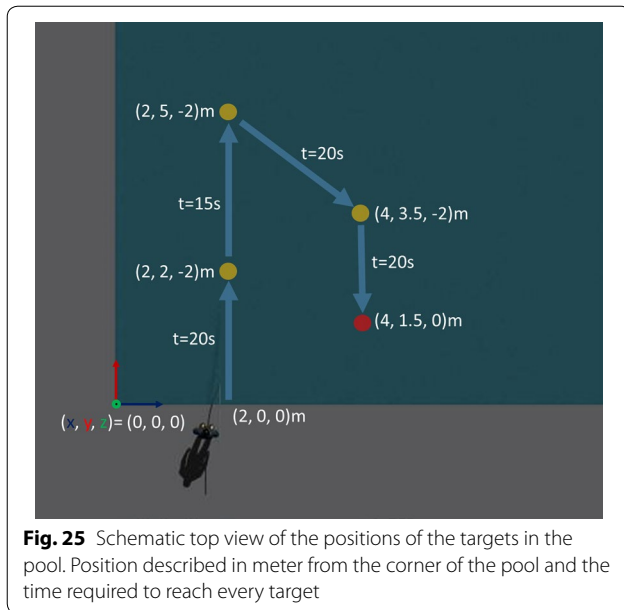 (2, 5, -2)m
t=20s
t=15s
(4, 3.5, -2)m
(2, 2, -2)m
t=20s
(4, 1.5, 0)m
t=20s
(x, y, z)= (0, 0, 0)
(2, 0, 0)m
Fig. 25 Schematic top view of the positions of the targets in the
pool. Position described in meter from the corner of the pool and the
time required to reach every target